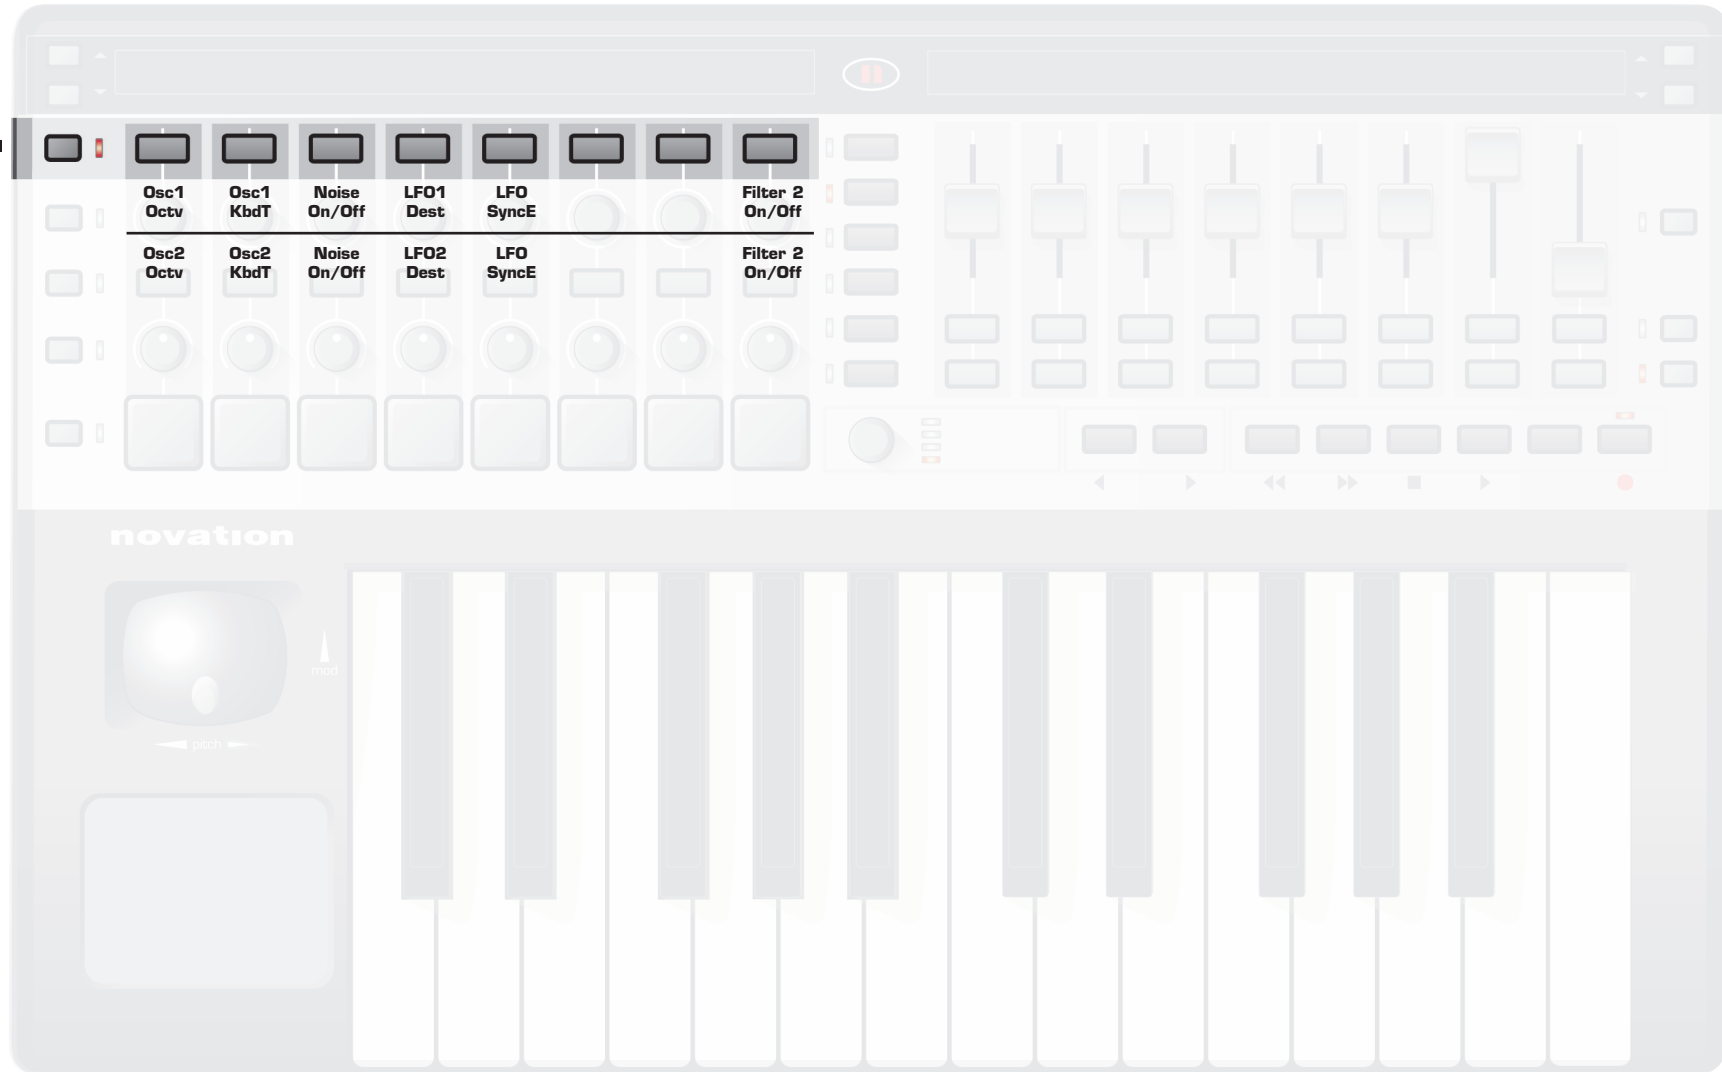 Osc1 Osc1 Noise LFO1 LFO Filter 2
Octv KbdT On/Off Dest SyncE On/Off
Osc2 Osc2 Noise LFO2 LFO Filter 2
Octv KbdT On/Off Dest SyncE On/Off
novation
mod
pitch